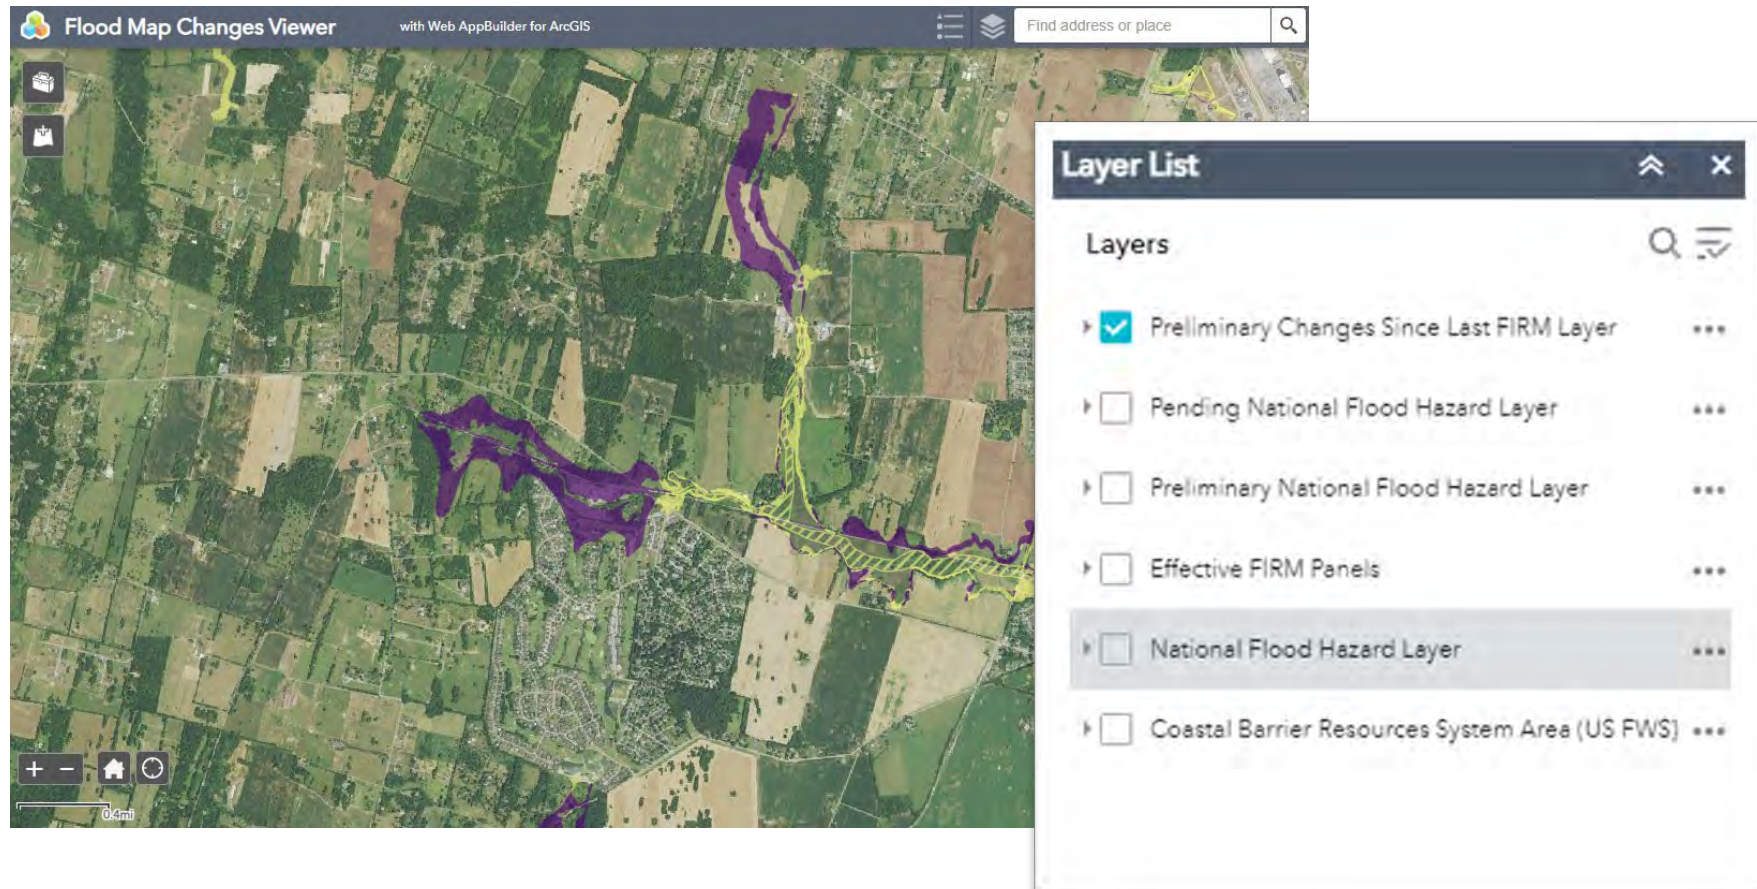 Flood Map Changes Viewer
with Web AppBuilder for ArcGIS
Find address or place
Layer List
Layers
Preliminary Changes Since Last FIRM Layer
Pending National Flood Hazard Layer
Preliminary National Flood Hazard Layer
Effective FIRM Panels
National Flood Hazard Layer
Coastal Barrier Resources System Area (US FWS)
0.4mi